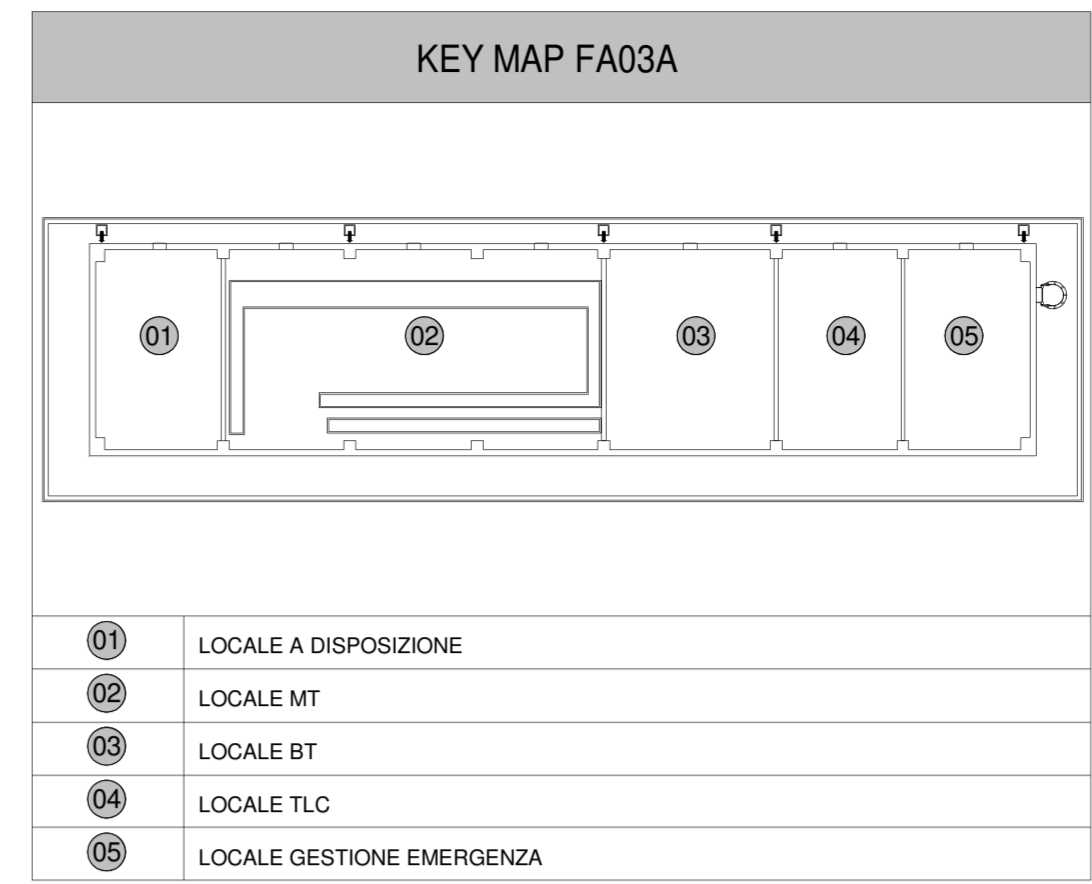 KEY MAP FA03A
01 02 03 04 05
01 LOCALE A DISPOSIZIONE
02 LOCALE MT
03 LOCALE BT
04 LOCALE TLC
05 LOCALE GESTIONE EMERGENZA